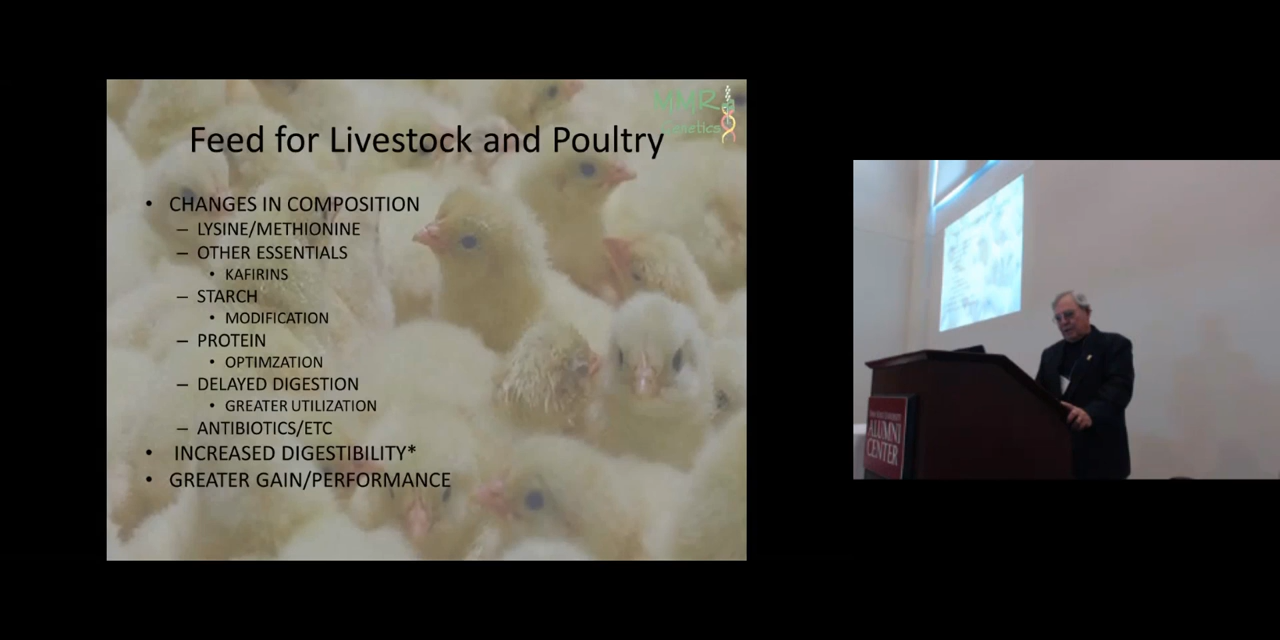 MMR
Genetics
Feed for Livestock and Poultry
• CHANGES IN COMPOSITION
– LYSINE/METHIONINE
– OTHER ESSENTIALS
• KAFIRINS
– STARCH
• MODIFICATION
– PROTEIN
• OPTIMZATION
– DELAYED DIGESTION
• GREATER UTILIZATION
– ANTIBIOTICS/ETC
• INCREASED DIGESTIBILITY*
• GREATER GAIN/PERFORMANCE
ALUMNI
CENTER